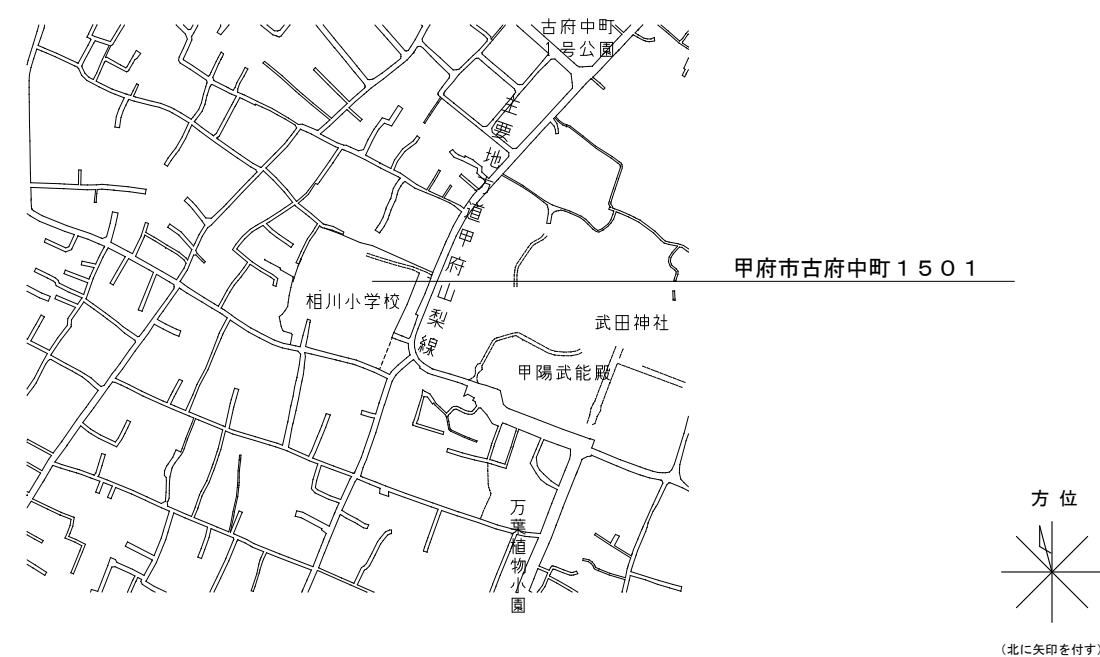 古府中町
１号公園
主要地道甲府山梨線
甲府市古府中町１５０１
相川小学校
武田神社
甲陽武能殿
万葉植物小園
方 位
(北に矢印を付す)